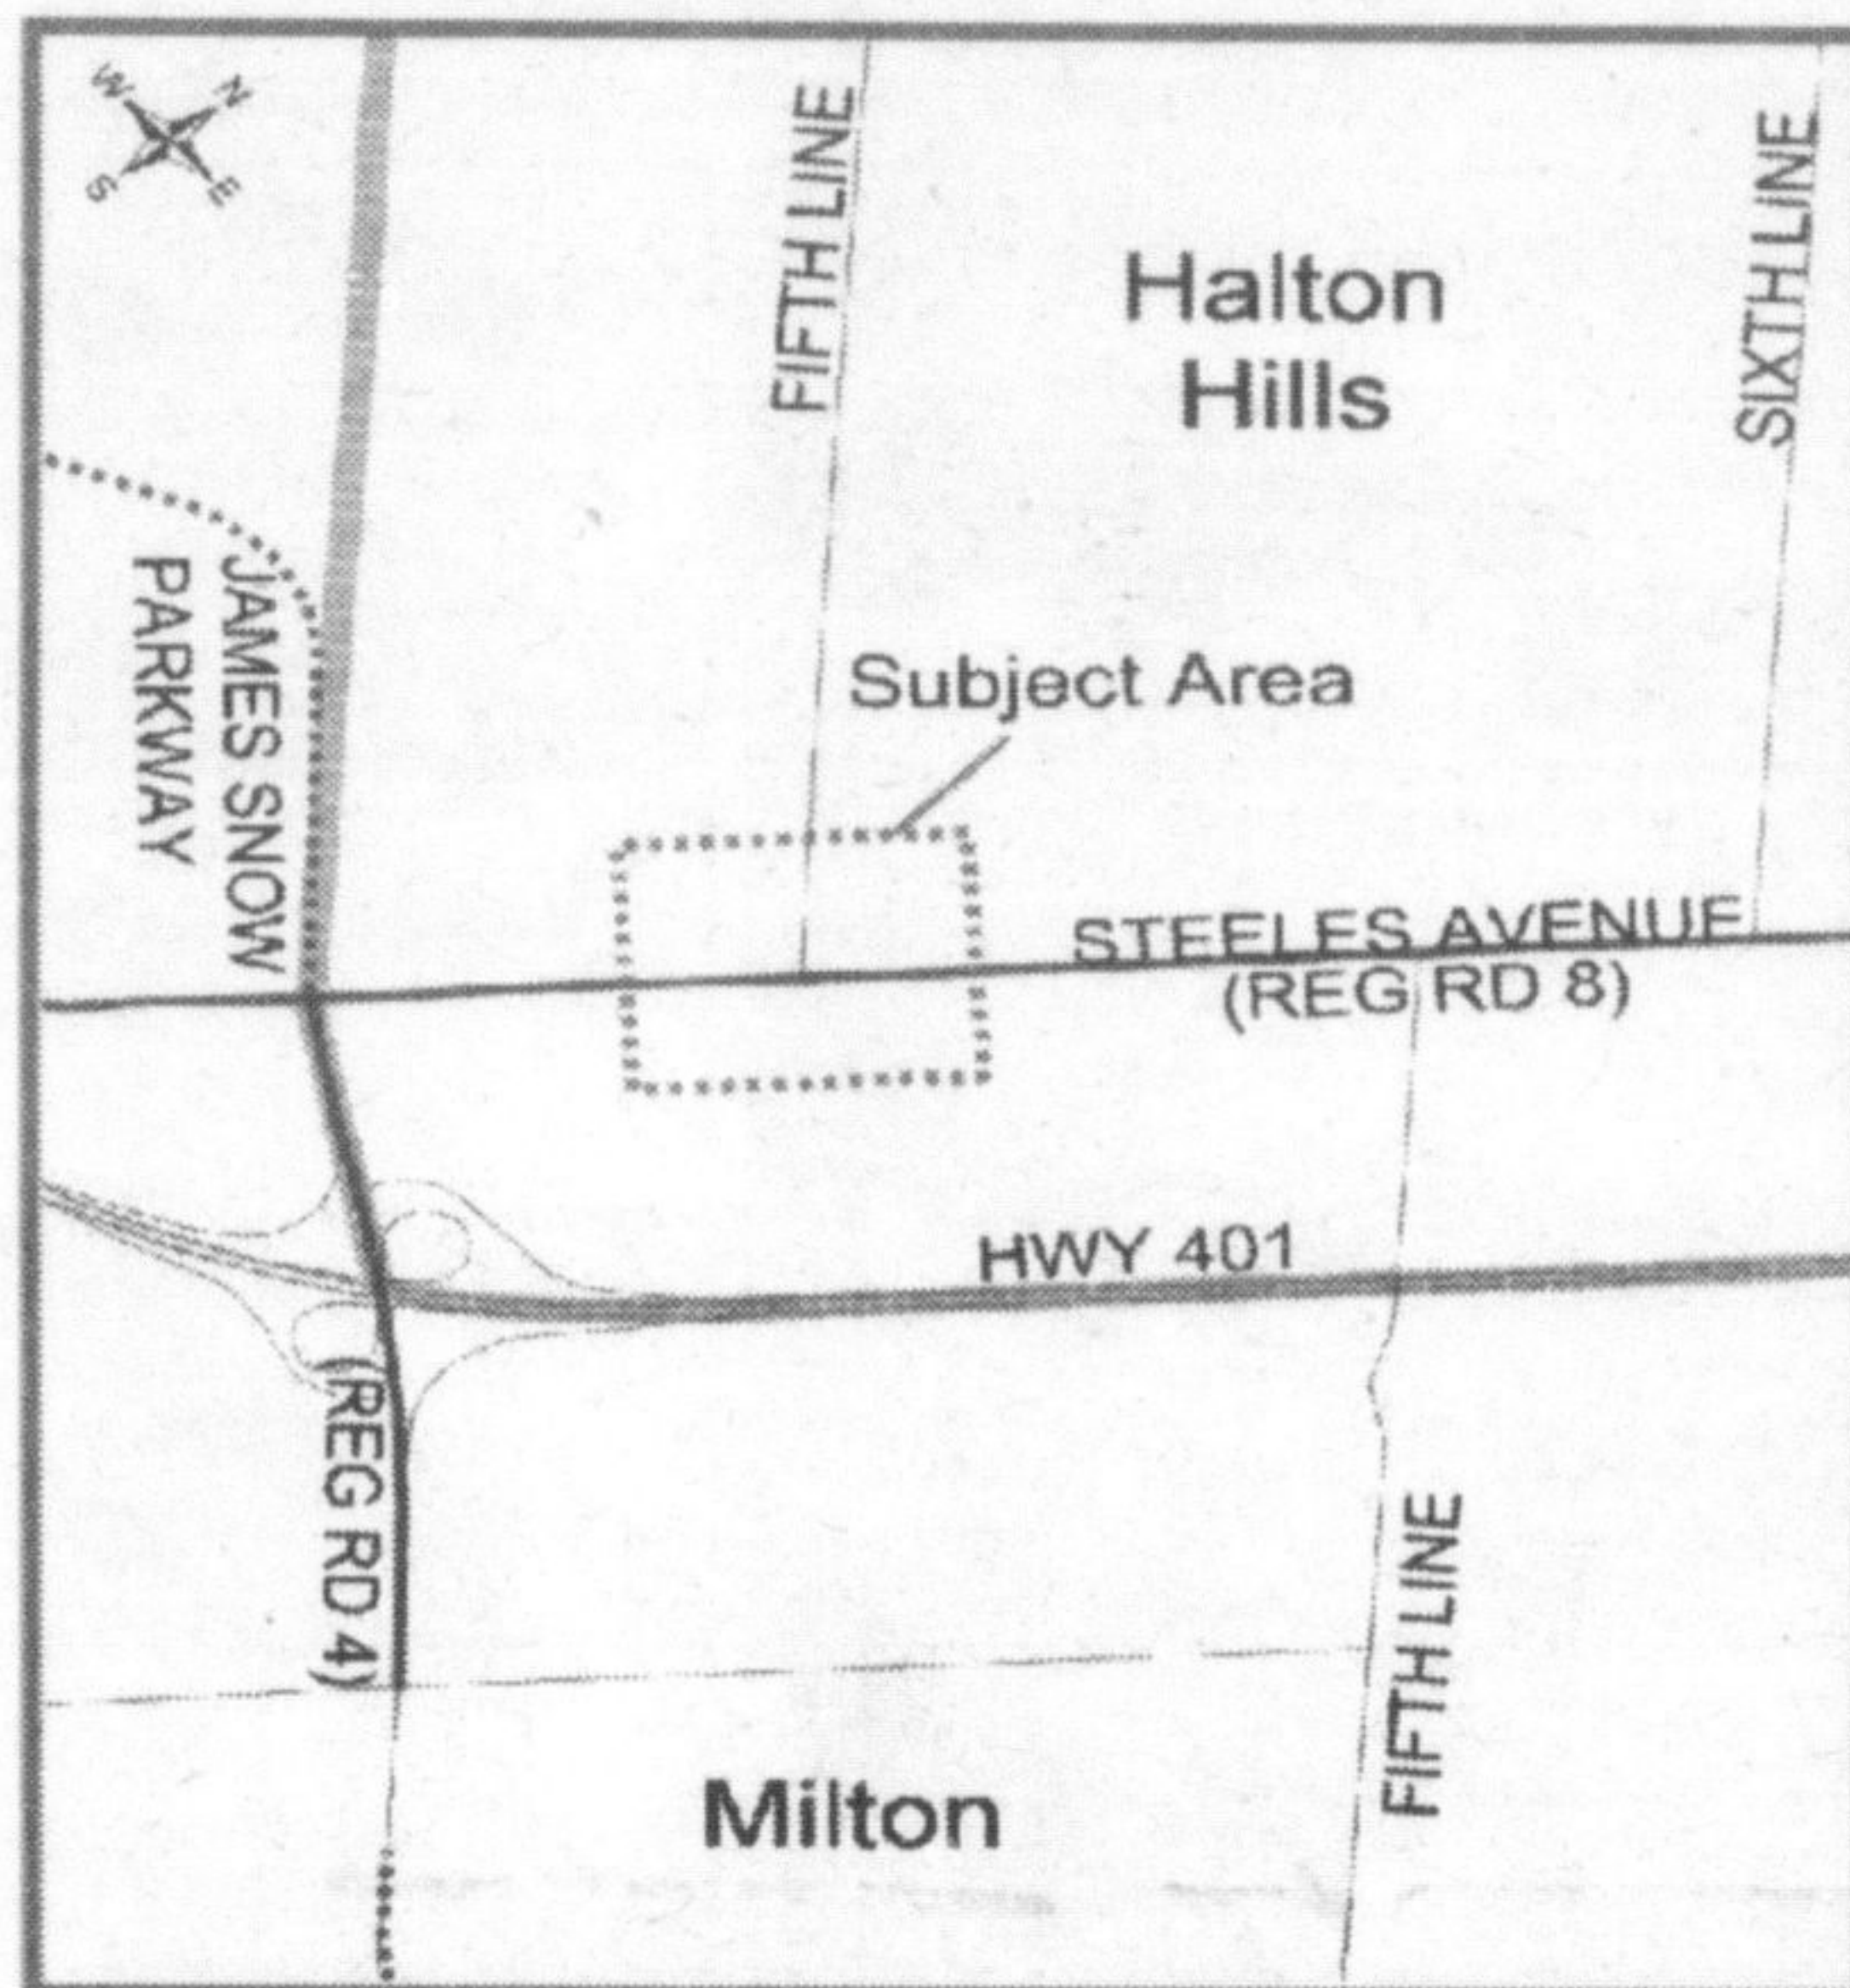 W
N
S
E
FIFTH LINE
Halton
Hills
SIXTH LINE
JAMES SNOW
PARKWAY
Subject Area
STEELES AVENUE
(REG RD 8)
HWY 401
(REG RD 4)
FIFTH LINE
Milton